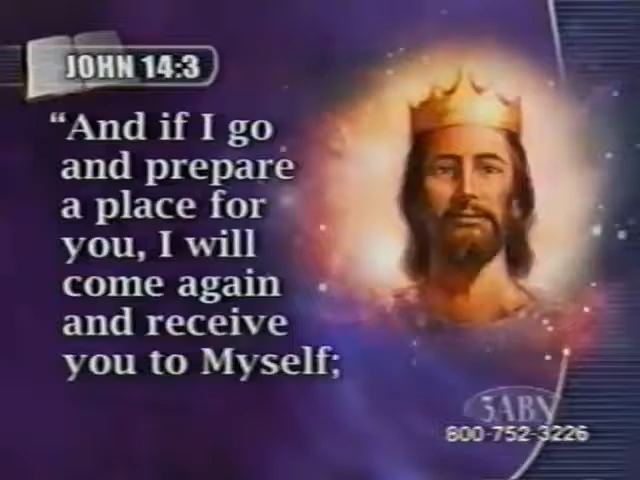 JOHN 14:3
“And if I go
and prepare
a place for
you, I will
come again
and receive
you to Myself;
3ABN
800-752-3226